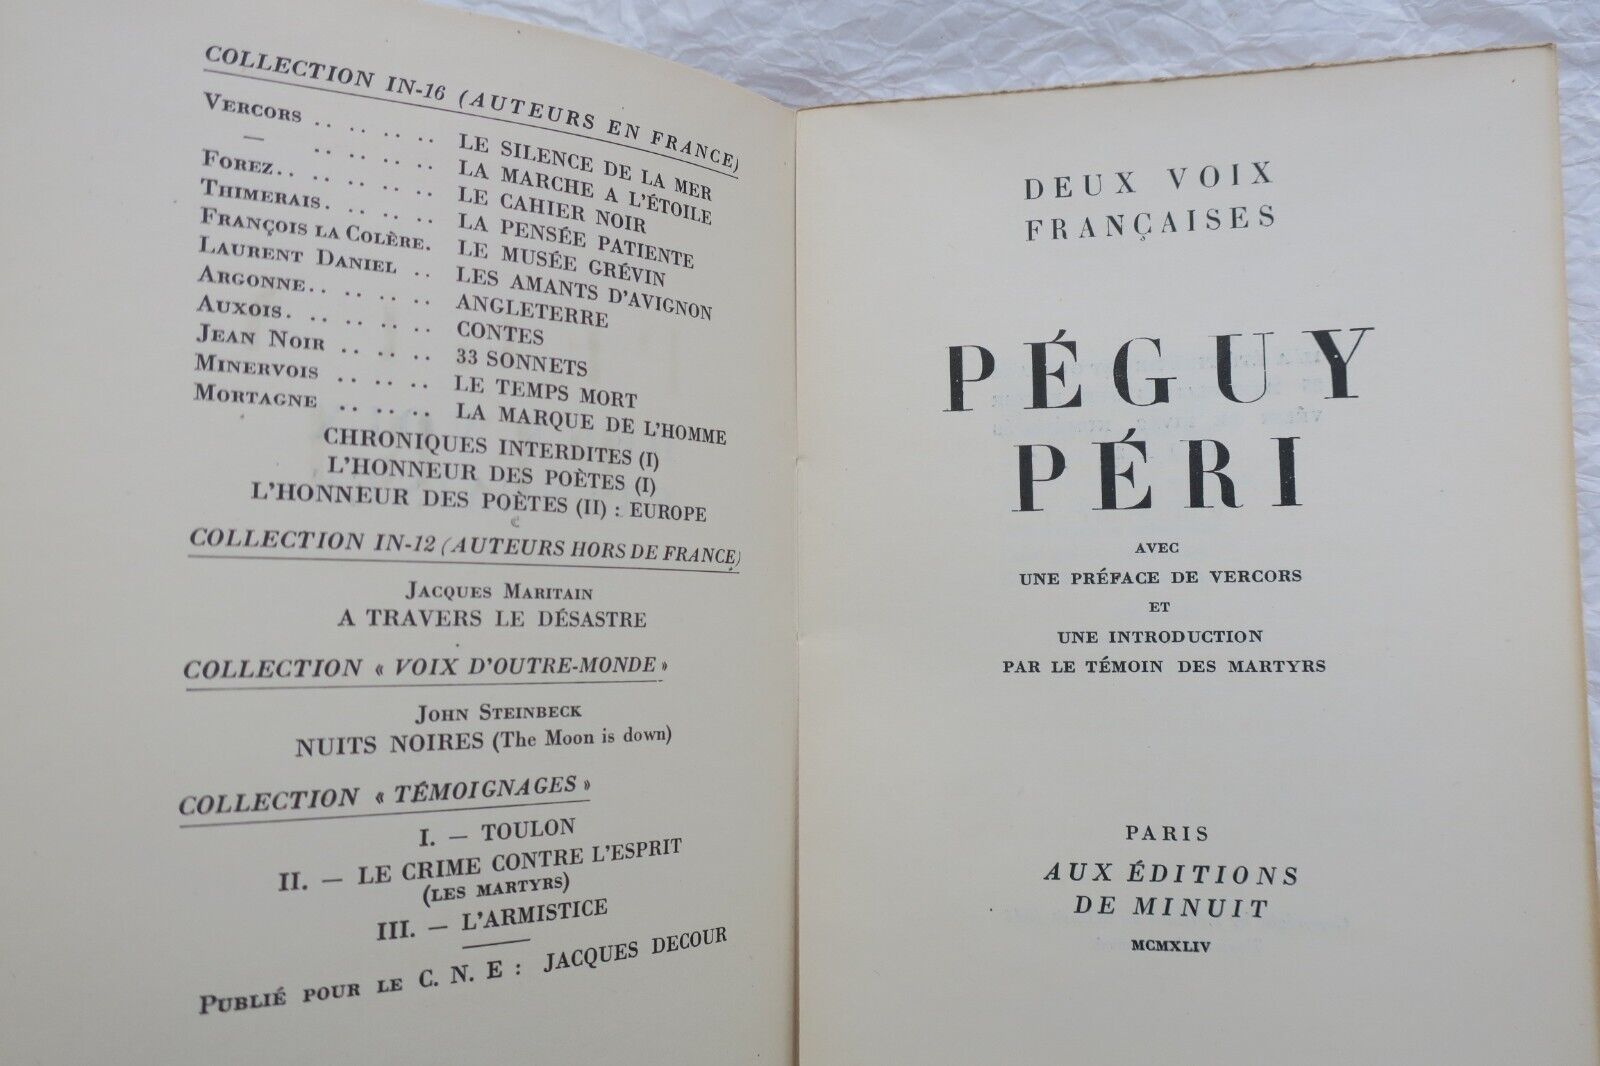 COLLECTION IN-16 (AUTEURS EN FRANCE)
VERCORS .. .. .. .. LE SILENCE DE LA MER
— .. .. .. .. LA MARCHE A L'ÉTOILE
FOREZ. . .. .. .. .. LE CAHIER NOIR
THIMERAIS. .. .. .. LA PENSÉE PATIENTE
FRANÇOIS LA COLÈRE. LE MUSÉE GRÉVIN
LAURENT DANIEL .. LES AMANTS D'AVIGNON
ARGONNE. . .. .. .. ANGLETERRE
AUXOIS. .. .. .. .. CONTES
JEAN NOIR .. .. .. 33 SONNETS
MINERVOIS .. .. .. LE TEMPS MORT
MORTAGNE .. .. .. LA MARQUE DE L'HOMME
CHRONIQUES INTERDITES (I)
L'HONNEUR DES POÈTES (I)
L'HONNEUR DES POÈTES (II) : EUROPE
COLLECTION IN-12 (AUTEURS HORS DE FRANCE)
JACQUES MARITAIN
A TRAVERS LE DÉSASTRE
COLLECTION « VOIX D'OUTRE-MONDE »
JOHN STEINBECK
NUITS NOIRES (The Moon is down)
COLLECTION « TÉMOIGNAGES »
I. — TOULON
II. — LE CRIME CONTRE L'ESPRIT
(LES MARTYRS)
III. — L'ARMISTICE
PUBLIÉ POUR LE C. N. E : JACQUES DECOUR
DEUX VOIX
FRANÇAISES
PÉGUY
PÉRI
AVEC
UNE PRÉFACE DE VERCORS
ET
UNE INTRODUCTION
PAR LE TÉMOIN DES MARTYRS
PARIS
AUX ÉDITIONS
DE MINUIT
MCMXLIV